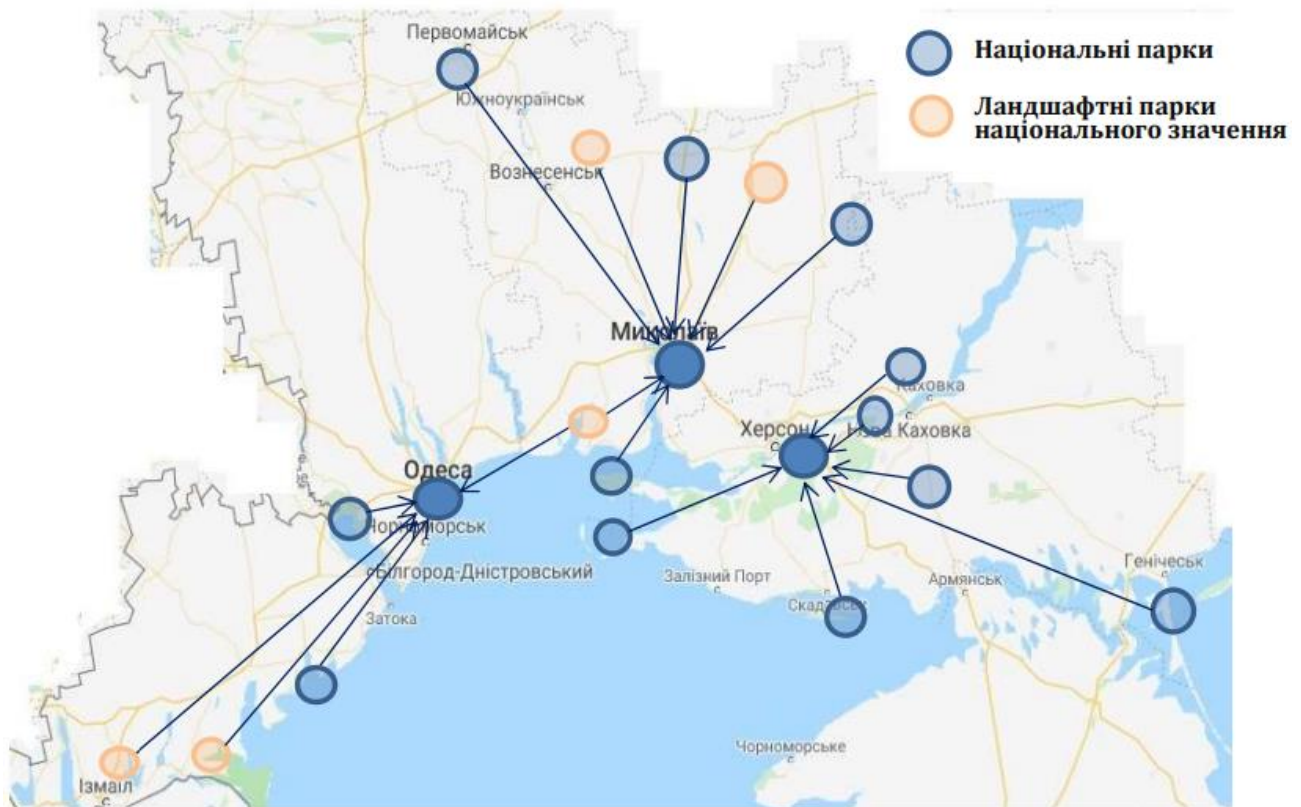 Первомайськ
Національні парки
Южноукраїнськ
Ландшафтні парки
національного значення
Вознесенськ
Миколаїв
Каховка
Херсон
Нова Каховка
Одеса
Чорноморськ
Білгород-Дністровський
Залізний Порт
Армянськ
Генічеськ
Скадовськ
Затока
Чорноморське
Ізмаїл